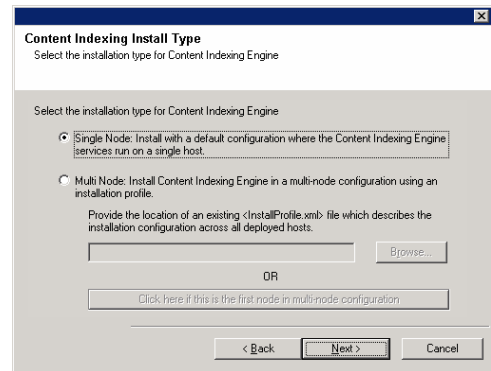 Content Indexing Install Type
Select the installation type for Content Indexing Engine
Select the installation type for Content Indexing Engine
Single Node: Install with a default configuration where the Content Indexing Engine
services run on a single host.
Multi Node: Install Content Indexing Engine in a multi-node configuration using an
installation profile.
Provide the location of an existing <InstallProfile.xml> file which describes the
installation configuration across all deployed hosts.
Browse...
OR
Click here if this is the first node in multi-node configuration
< Back
Next >
Cancel